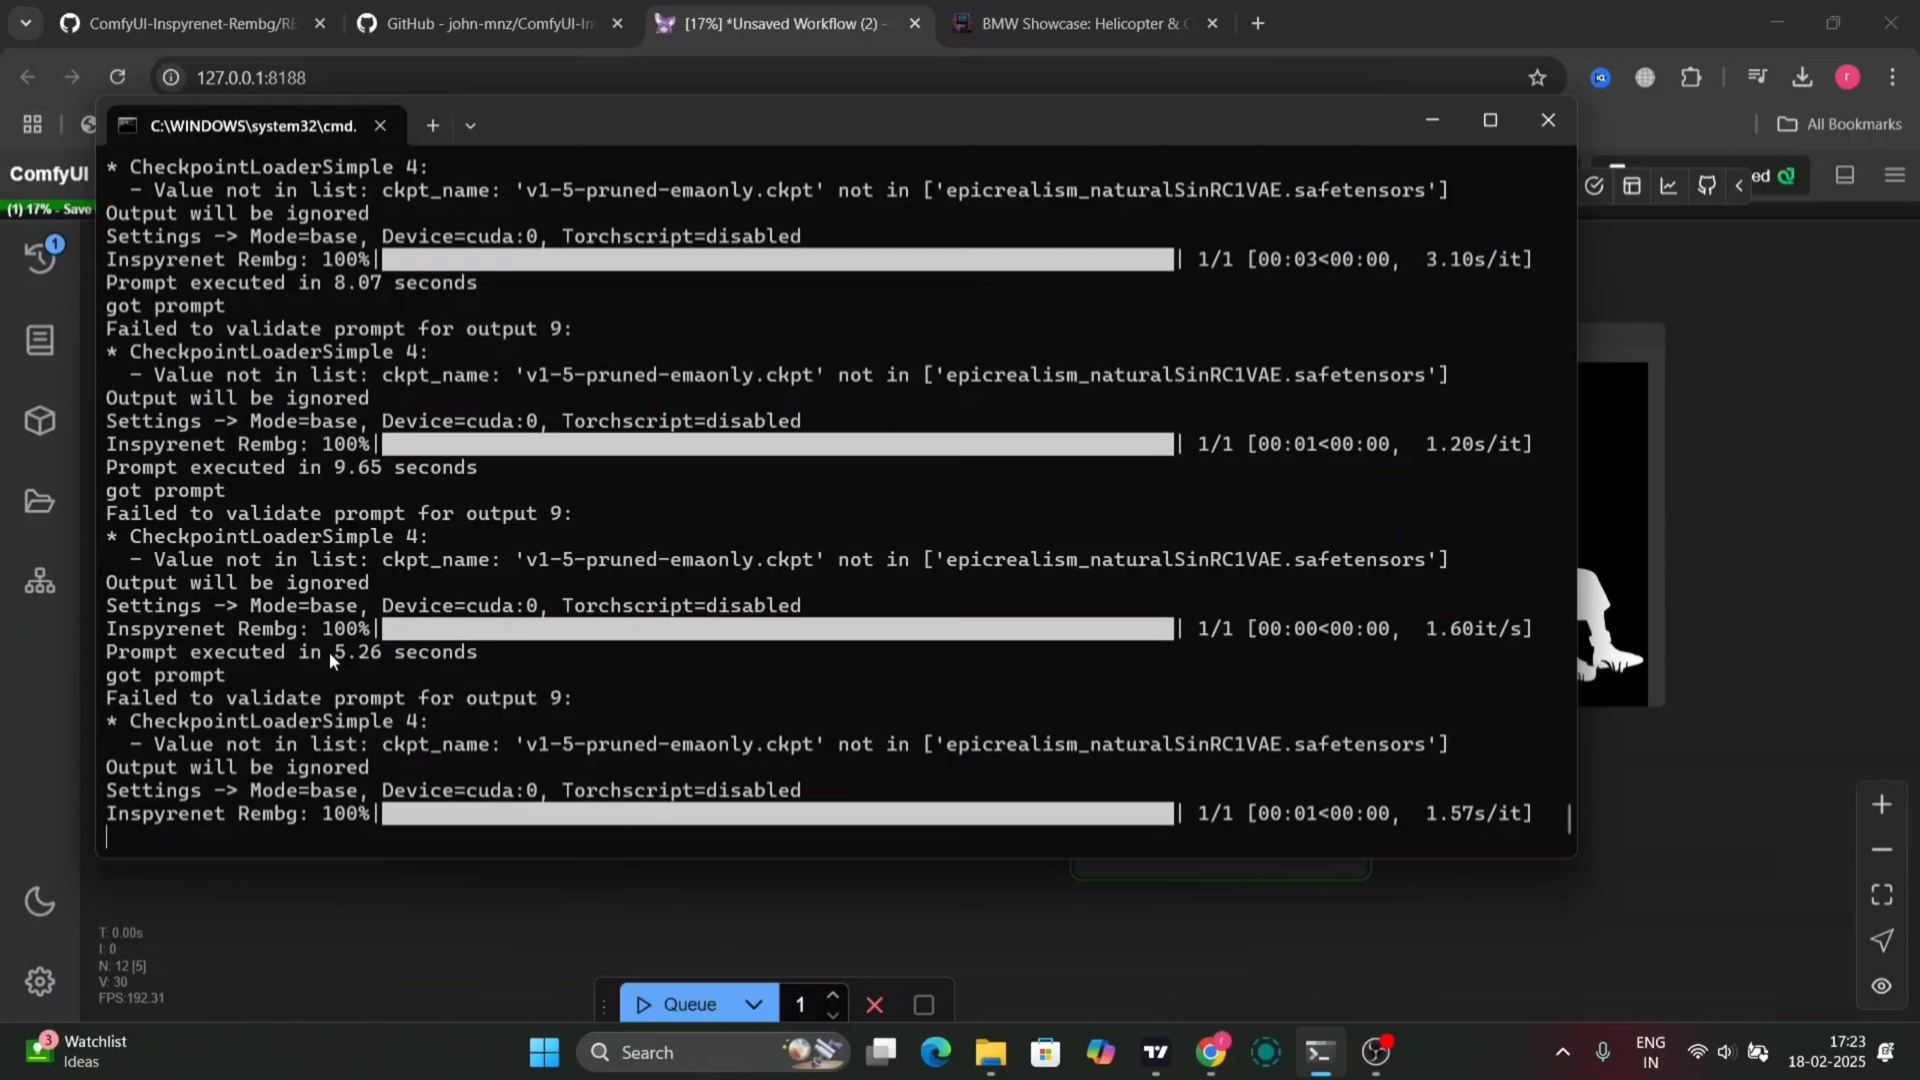 ComfyUI-Inspyrenet-Rembg/RE
GitHub - john-mnz/ComfyUI-In
[17%] *Unsaved Workflow (2) -
BMW Showcase: Helicopter & C
127.0.0.1:8188
r
All Bookmarks
C:\WINDOWS\system32\cmd.
ComfyUI
ed
(1) 17% - Save
1
* CheckpointLoaderSimple 4:
- Value not in list: ckpt_name: 'v1-5-pruned-emaonly.ckpt' not in ['epicrealism_naturalSinRC1VAE.safetensors']
Output will be ignored
Settings -> Mode=base, Device=cuda:0, Torchscript=disabled
Inspyrenet Rembg: 100%| | 1/1 [00:03<00:00, 3.10s/it]
Prompt executed in 8.07 seconds
got prompt
Failed to validate prompt for output 9:
* CheckpointLoaderSimple 4:
- Value not in list: ckpt_name: 'v1-5-pruned-emaonly.ckpt' not in ['epicrealism_naturalSinRC1VAE.safetensors']
Output will be ignored
Settings -> Mode=base, Device=cuda:0, Torchscript=disabled
Inspyrenet Rembg: 100%| | 1/1 [00:01<00:00, 1.20s/it]
Prompt executed in 9.65 seconds
got prompt
Failed to validate prompt for output 9:
* CheckpointLoaderSimple 4:
- Value not in list: ckpt_name: 'v1-5-pruned-emaonly.ckpt' not in ['epicrealism_naturalSinRC1VAE.safetensors']
Output will be ignored
Settings -> Mode=base, Device=cuda:0, Torchscript=disabled
Inspyrenet Rembg: 100%| | 1/1 [00:00<00:00, 1.60it/s]
Prompt executed in 5.26 seconds
got prompt
Failed to validate prompt for output 9:
* CheckpointLoaderSimple 4:
- Value not in list: ckpt_name: 'v1-5-pruned-emaonly.ckpt' not in ['epicrealism_naturalSinRC1VAE.safetensors']
Output will be ignored
Settings -> Mode=base, Device=cuda:0, Torchscript=disabled
Inspyrenet Rembg: 100%| | 1/1 [00:01<00:00, 1.57s/it]
T: 0.00s
I: 0
N: 12 [5]
V: 30
FPS:192.31
Queue
1
3
Watchlist
Ideas
Search
ENG
IN
17:23
18-02-2025